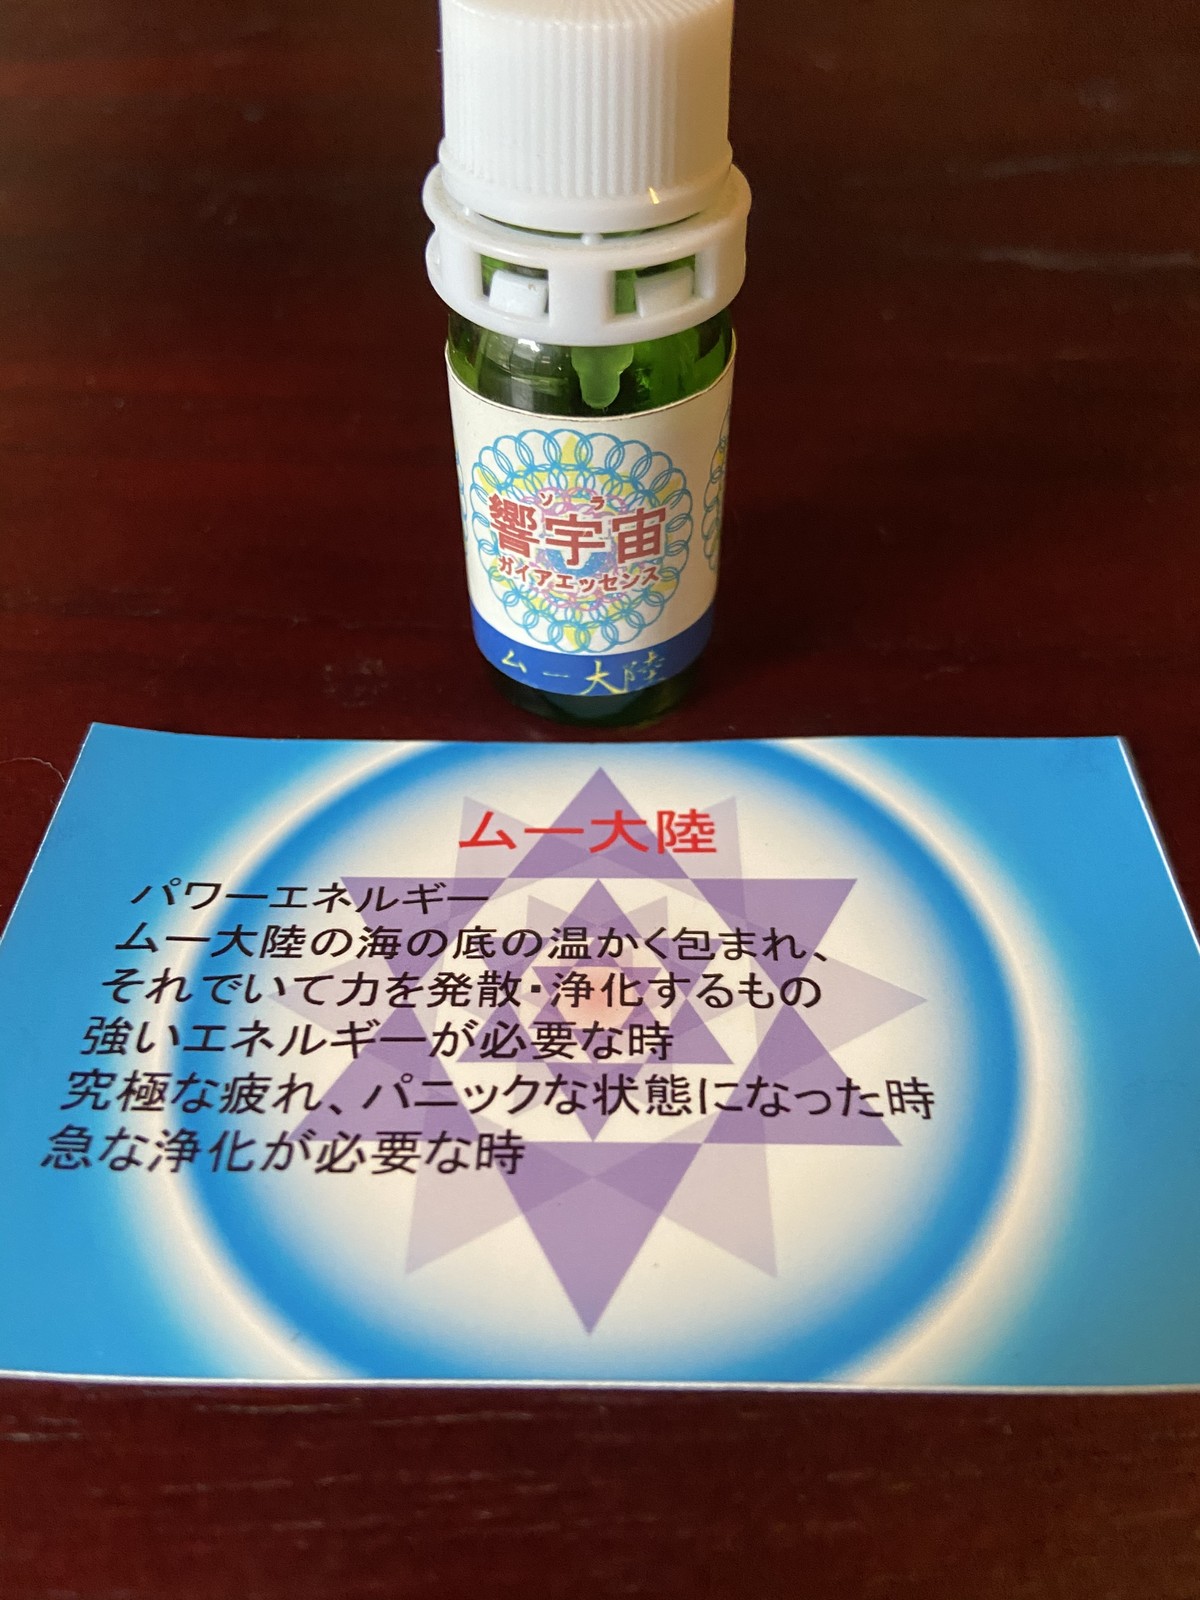 ソラ
響宇宙
ガイアエッセンス
ムー大陸
ムー大陸
パワーエネルギー
ムー大陸の海の底の温かく包まれ、
それでいて力を発散・浄化するもの
強いエネルギーが必要な時
究極な疲れ、パニックな状態になった時
急な浄化が必要な時